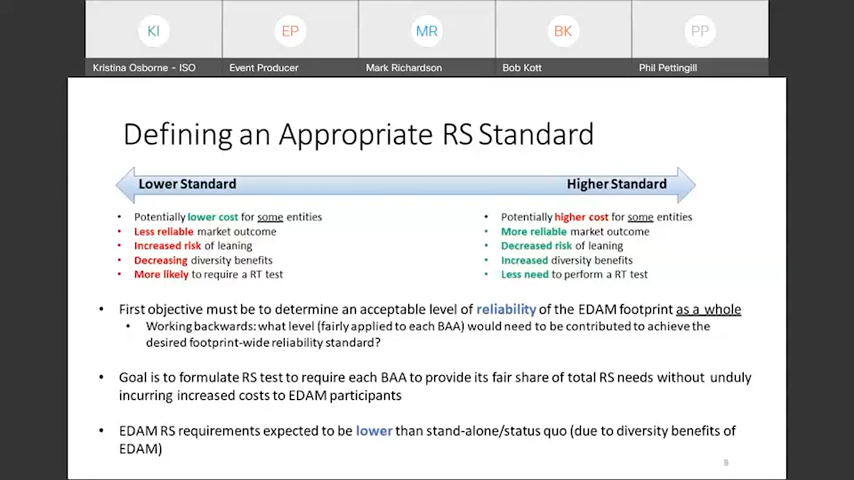 KI
EP
MR
BK
PP
Kristina Osborne - ISO
Event Producer
Mark Richardson
Bob Kott
Phil Pettingill
Defining an Appropriate RS Standard
Lower Standard
Higher Standard
• Potentially lower cost for some entities
• Less reliable market outcome
• Increased risk of leaning
• Decreasing diversity benefits
• More likely to require a RT test
• Potentially higher cost for some entities
• More reliable market outcome
• Decreased risk of leaning
• Increased diversity benefits
• Less need to perform a RT test
• First objective must be to determine an acceptable level of reliability of the EDAM footprint as a whole
• Working backwards: what level (fairly applied to each BAA) would need to be contributed to achieve the
desired footprint-wide reliability standard?
• Goal is to formulate RS test to require each BAA to provide its fair share of total RS needs without unduly
incurring increased costs to EDAM participants
• EDAM RS requirements expected to be lower than stand-alone/status quo (due to diversity benefits of
EDAM)